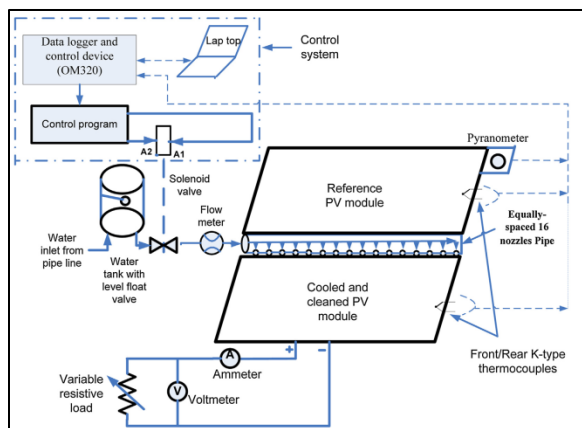 Data logger and
control device
(OM320)
Lap top
Control
system
Control program
A2
A1
Solenoid
valve
Pyranometer
Reference
PV module
Flow
meter
Equally-
spaced 16
nozzles Pipe
Water
inlet from
pipe line
Water
tank with
level float
valve
Cooled and
cleaned PV
module
Front/Rear K-type
thermocouples
+
–
A
Ammeter
Variable
resistive
load
V
Voltmeter